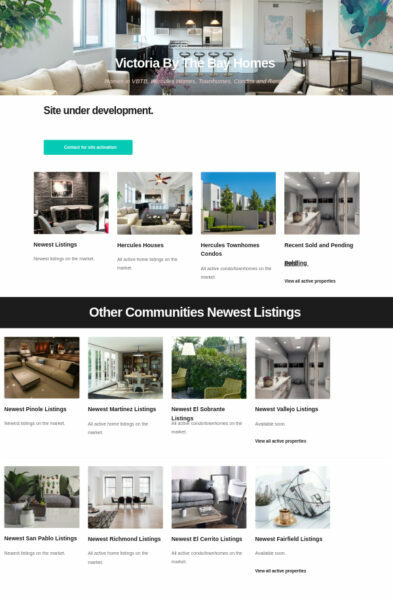 Victoria By The Bay Homes
Homes in VBTB, Hercules Homes, Townhomes, Condos and
Site under development.
Contact for site activation
Newest Listings
Newest listings on the market.
Hercules Houses
All active home listings on the
market.
Hercules Townhomes
Condos
All active condo/townhomes on the
market.
Recent Sold and Pending
Pending
View all active properties
Other Communities Newest Listings
Newest Pinole Listings
Newest listings on the market.
Newest Martinez Listings
All active home listings on the
market.
Newest El Sobrante
Listings
All active condo/townhomes on the
market.
Newest Vallejo Listings
Available soon.
View all active properties
Newest San Pablo Listings
Newest listings on the market.
Newest Richmond Listings
All active home listings on the
market.
Newest El Cerrito Listings
All active condo/townhomes on the
market.
Newest Fairfield Listings
Available soon.
View all active properties